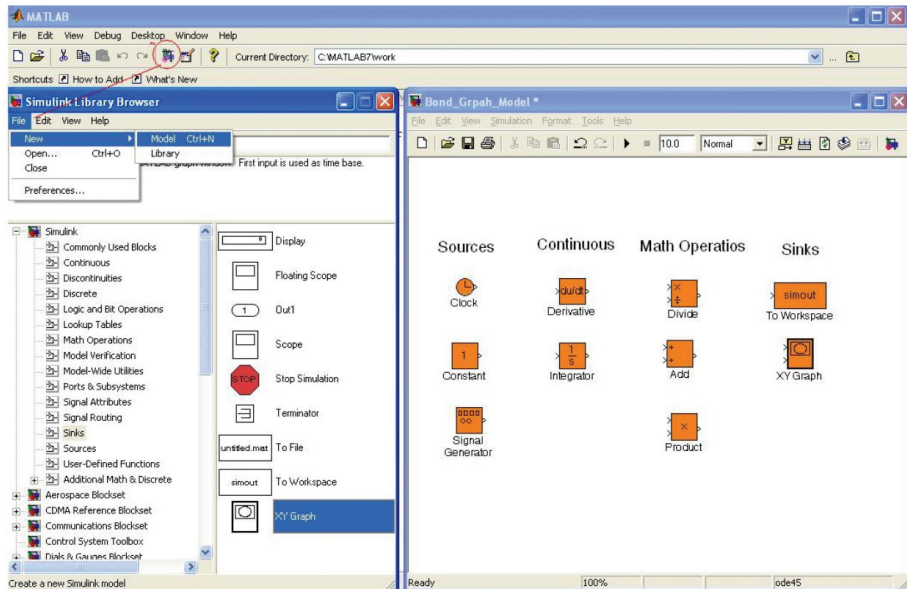 MATLAB
File Edit View Debug Desktop Window Help
Current Directory: C:\MATLAB7\work
Shortcuts How to Add What's New
Simulink Library Browser
File Edit View Help
New
Open... Ctrl+O
Close
Preferences...
Model Ctrl+N
Library
First input is used as time base.
Simulink
Commonly Used Blocks
Continuous
Discontinuities
Discrete
Logic and Bit Operations
Lookup Tables
Math Operations
Model Verification
Model-Wide Utilities
Ports & Subsystems
Signal Attributes
Signal Routing
Sinks
Sources
User-Defined Functions
Additional Math & Discrete
Aerospace Blockset
CDMA Reference Blockset
Communications Blockset
Control System Toolbox
Dials & Gauges Blockset
Display
Floating Scope
1 Out1
Scope
STOP Stop Simulation
Terminator
untitled.mat To File
simout To Workspace
XY Graph
Create a new Simulink model
Bond_Grpah_Model *
File Edit View Simulation Format Tools Help
10.0 Normal
Sources Continuous Math Operatios Sinks
Clock
du/dt
Derivative
× ÷
Divide
simout
To Workspace
1
Constant
1
s
Integrator
+ +
Add
XY Graph
Signal
Generator
×
Product
Ready 100% ode45